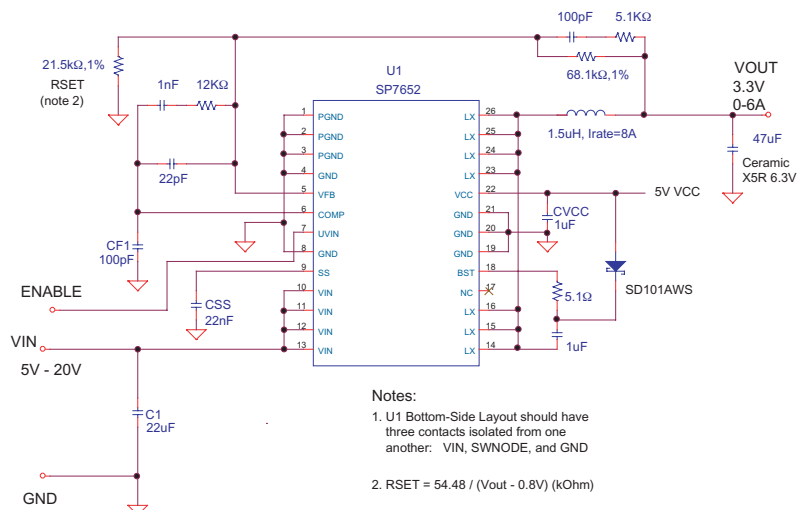 100pF
5.1KΩ
21.5kΩ,1%
RSET
(note 2)
68.1kΩ,1%
1nF
12KΩ
U1
SP7652
VOUT
3.3V
0-6A
1.5uH, Irate=8A
47uF
Ceramic
X5R 6.3V
22pF
1 PGND LX 26
2 PGND LX 25
3 PGND LX 24
4 GND LX 23
5 VFB VCC 22
6 COMP GND 21
7 UVIN GND 20
8 GND GND 19
9 SS BST 18
10 VIN NC 17
11 VIN LX 16
12 VIN LX 15
13 VIN LX 14
5V VCC
CVCC
1uF
CF1
100pF
ENABLE
CSS
22nF
5.1Ω
SD101AWS
1uF
VIN
5V - 20V
C1
22uF
GND
Notes:
1. U1 Bottom-Side Layout should have
three contacts isolated from one
another: VIN, SWNODE, and GND
2. RSET = 54.48 / (Vout - 0.8V) (kOhm)